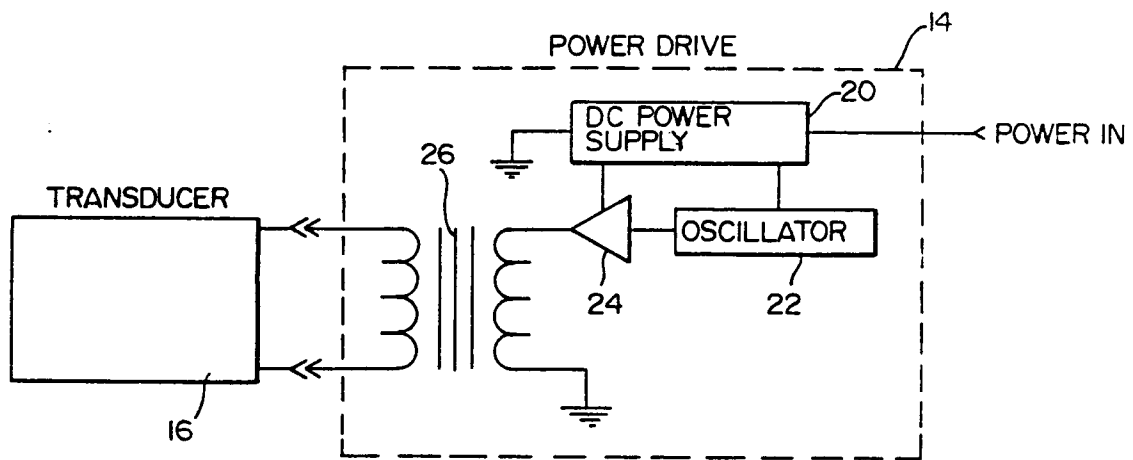 14
POWER DRIVE
20
DC POWER
SUPPLY
POWER IN
26
TRANSDUCER
OSCILLATOR
24
22
16